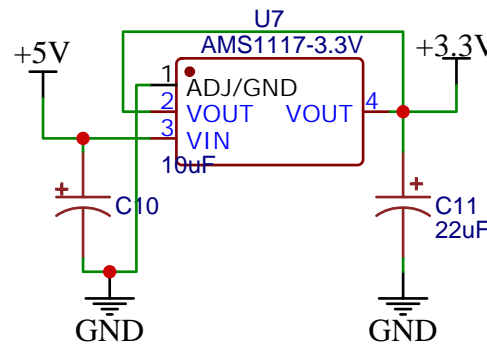 U7
AMS1117-3.3V
+5V
+3.3V
1
ADJ/GND
2
VOUT
VOUT
4
3
VIN
10uF
+
C10
+
C11
22uF
GND
GND